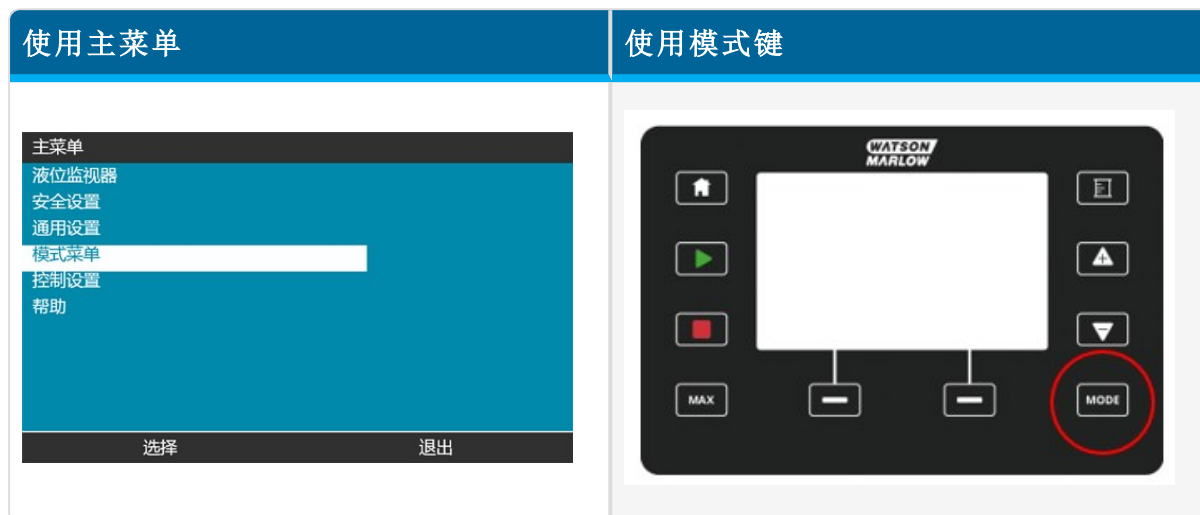 使用主菜单
使用模式键
主菜单
液位监视器
安全设置
通用设置
模式菜单
控制设置
帮助
选择
退出
WATSON
MARLOW
MAX
MODE